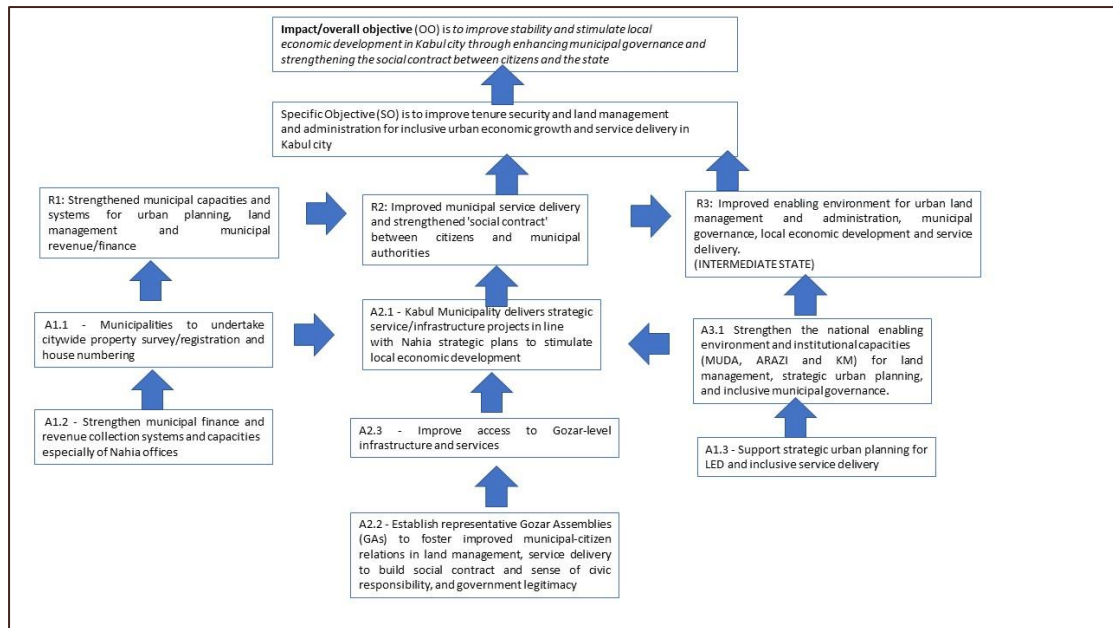 Impact/overall objective (OO) is to improve stability and stimulate local
economic development in Kabul city through enhancing municipal governance and
strengthening the social contract between citizens and the state
Specific Objective (SO) is to improve tenure security and land management
and administration for inclusive urban economic growth and service delivery in
Kabul city
R1: Strengthened municipal capacities and
systems for urban planning, land
management and municipal
revenue/finance
R2: Improved municipal service delivery
and strengthened 'social contract'
between citizens and municipal
authorities
R3: Improved enabling environment for urban land
management and administration, municipal
governance, local economic development and service
delivery.
(INTERMEDIATE STATE)
A1.1 - Municipalities to undertake
citywide property survey/registration and
house numbering
A2.1 - Kabul Municipality delivers strategic
service/infrastructure projects in line
with Nahia strategic plans to stimulate
local economic development
A3.1 Strengthen the national enabling
environment and institutional capacities
(MUDA, ARAZI and KM) for land
management, strategic urban planning,
and inclusive municipal governance.
A1.2 - Strengthen municipal finance and
revenue collection systems and capacities
especially of Nahia offices
A2.3 - Improve access to Gozar-level
infrastructure and services
A1.3 - Support strategic urban planning for
LED and inclusive service delivery
A2.2 - Establish representative Gozar Assemblies
(GAs) to foster improved municipal-citizen
relations in land management, service delivery
to build social contract and sense of civic
responsibility, and government legitimacy